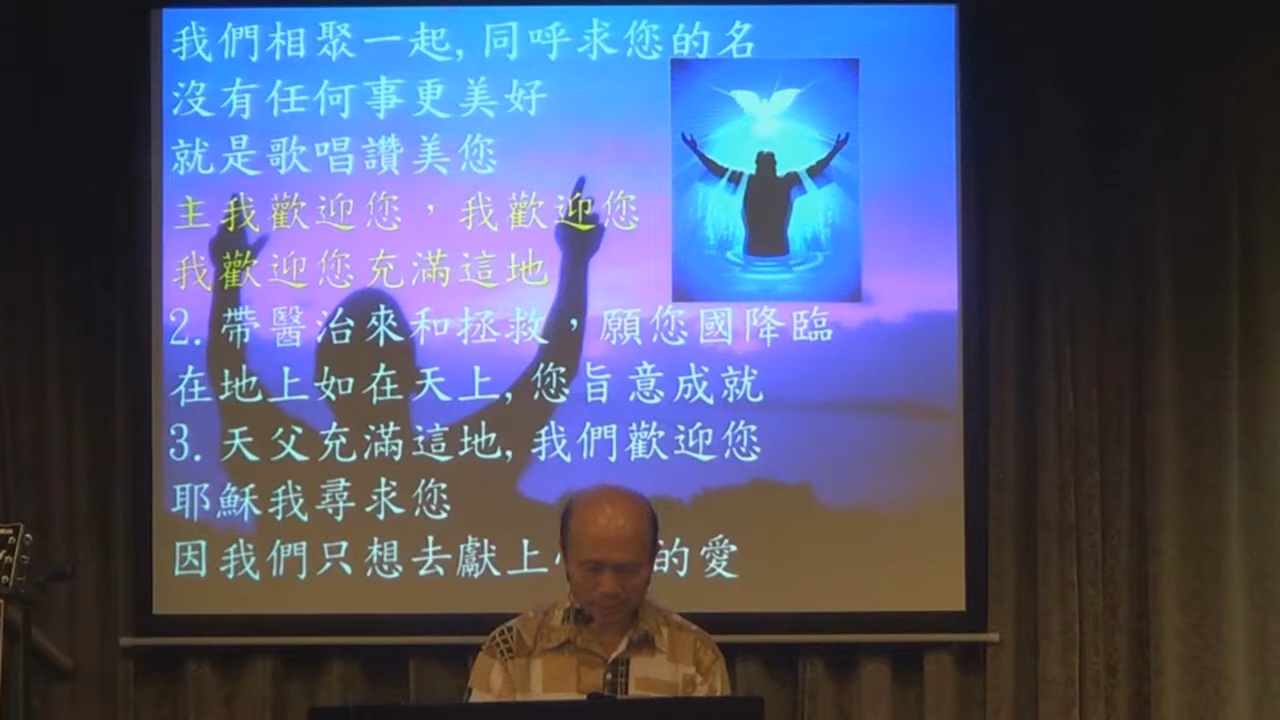 我們相聚一起,同呼求您的名
沒有任何事更美好
就是歌唱讚美您
主我歡迎您，我歡迎您
我歡迎您充滿這地
2.帶醫治來和拯救，願您國降臨
在地上如在天上,您旨意成就
3.天父充滿這地,我們歡迎您
耶穌我尋求您
因我們只想去獻上 的愛